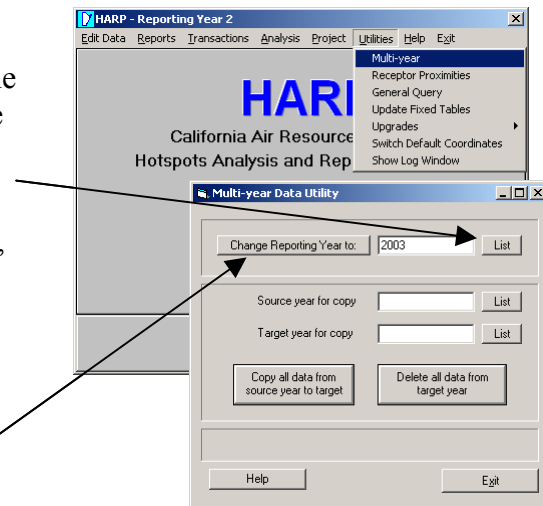 HARP - Reporting Year 2
Edit Data Reports Transactions Analysis Project Utilities Help Exit
Multi-year
Receptor Proximities
General Query
Update Fixed Tables
Upgrades
Switch Default Coordinates
Show Log Window
HARP
California Air Resource
Hotspots Analysis and Rep
Multi-year Data Utility
Change Reporting Year to: 2003 List
Source year for copy List
Target year for copy List
Copy all data from source year to target
Delete all data from target year
Help Exit